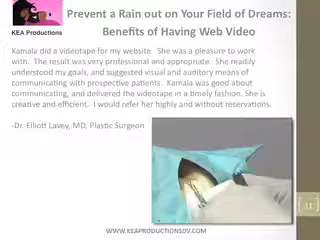 Prevent a Rain out on Your Field of Dreams:
KEA Productions
Benefits of Having Web Video
Kamala did a videotape for my website. She was a pleasure to work
with. The result was very professional and appropriate. She readily
understood my goals, and suggested visual and auditory means of
communicating with prospective patients. Kamala was good about
communicating, and delivered the videotape in a timely fashion. She is
creative and efficient. I would refer her highly and without reservations.
-Dr. Elliott Lavey, MD, Plastic Surgeon
11
WWW.KEAPRODUCTIONSDV.COM